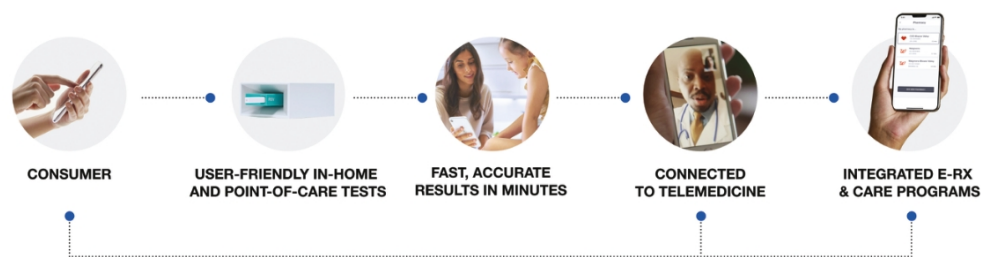 CONSUMER
USER-FRIENDLY IN-HOME
AND POINT-OF-CARE TESTS
FAST, ACCURATE
RESULTS IN MINUTES
CONNECTED
TO TELEMEDICINE
INTEGRATED E-RX
& CARE PROGRAMS